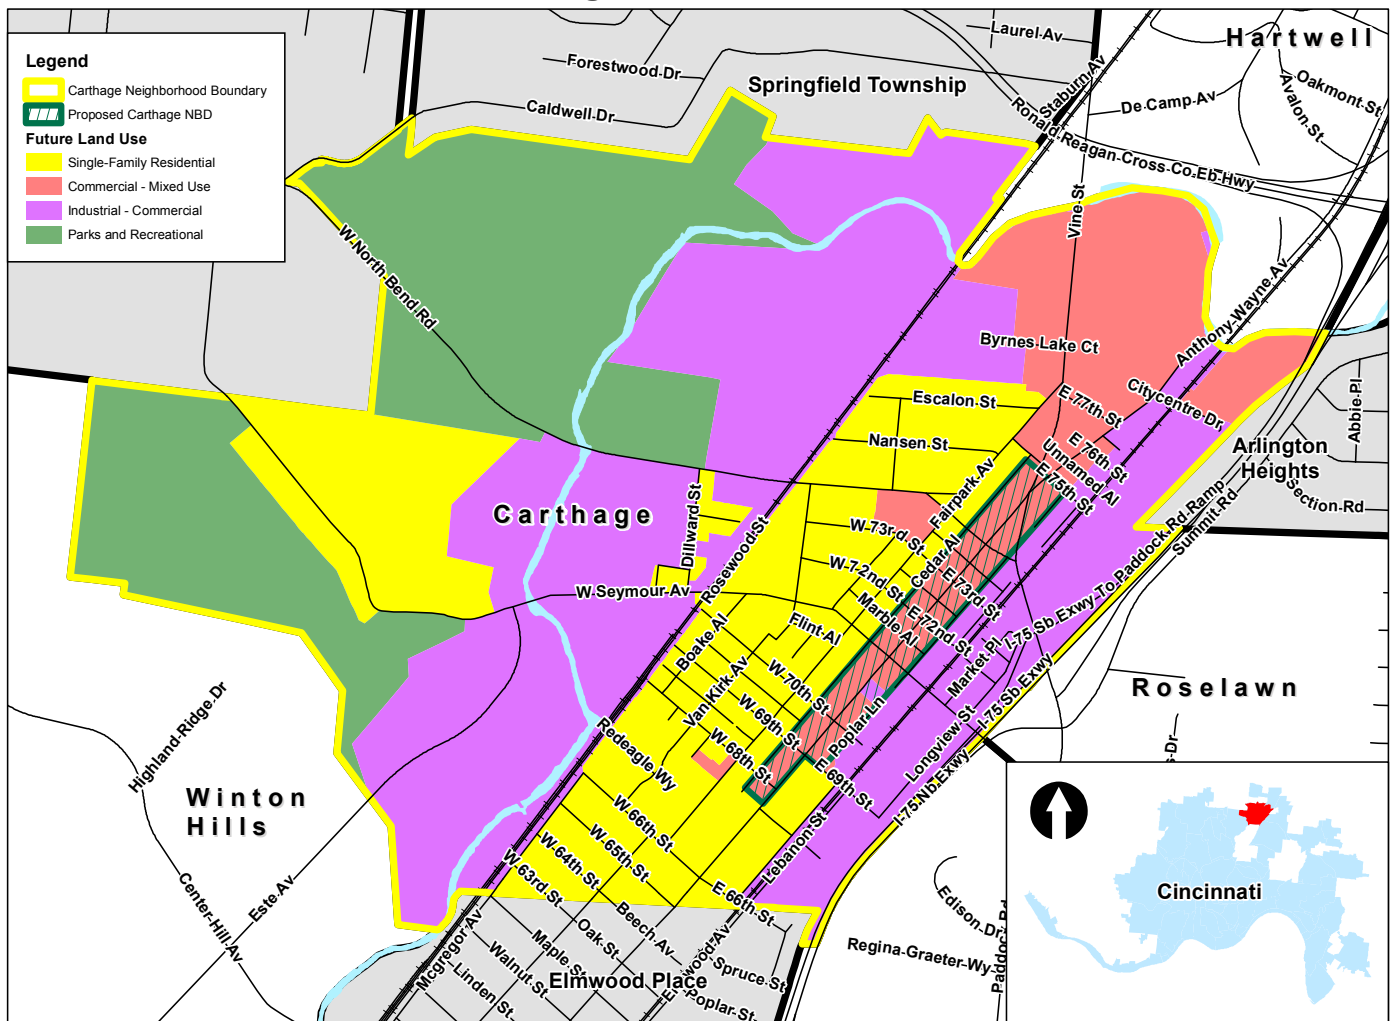 Legend
Carthage Neighborhood Boundary
Proposed Carthage NBD
Future Land Use
Single-Family Residential
Commercial - Mixed Use
Industrial - Commercial
Parks and Recreational
Laurel Av
Hartwell
Forestwood Dr
Springfield Township
Staburn Av
Oakmont St
Avalon St
Caldwell Dr
De Camp Av
Ronald Reagan Cross Co Eb Hwy
Vine St
W North Bend Rd
Anthony Wayne Av
Byrnes Lake Ct
Escalon St
E 77th St
Citycentre Dr
Abbie Pl
Nansen St
E 76th St
Unnamed Al
Arlington
Heights
E 75th St
Section Rd
Fairpark Av
Carthage
Dillward St
Rosewood St
W 73rd St
Cedar Al
W 72nd St
E 73rd St
I-75 Sb Exwy To Paddock Rd Ramp
Summit Rd
W Seymour Av
Marble Al
E 72nd St
Flint Al
Boake Al
Market Pl
I-75 Sb Exwy
Van Kirk Av
W 70th St
W 69th St
W 68th St
Poplar Ln
Longview St
Roselawn
Highland Ridge Dr
Redeagle Wy
E 69th St
I-75 Nb Exwy
s Dr
Winton
Hills
W 66th St
W 65th St
W 64th St
W 63rd St
Lebanon St
E 66th St
Center Hill Av
Este Av
Mcgregor Av
Oak St
Beech Av
Maple St
Walnut St
Linden St
Elmwood Place
Spruce St
Poplar St
Edison Dr
Regina Graeter Wy
Cincinnati